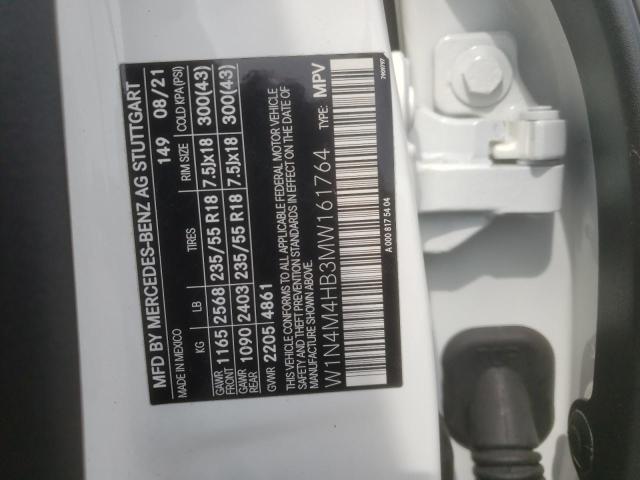 MFD BY MERCEDES-BENZ AG STUTTGART
MADE IN MEXICO 149 08/21
KG LB TIRES RIM SIZE COLD KPA(PSI)
GAWR FRONT 1165 2568 235/55 R18 7.5Jx18 300(43)
GAWR REAR 1090 2403 235/55 R18 7.5Jx18 300(43)
GVWR 2205 4861
THIS VEHICLE CONFORMS TO ALL APPLICABLE FEDERAL MOTOR VEHICLE
SAFETY AND THEFT PREVENTION STANDARDS IN EFFECT ON THE DATE OF
MANUFACTURE SHOWN ABOVE.
W1N4M4HB3MW161764 TYPE: MPV
A 000 817 54 04 7909797